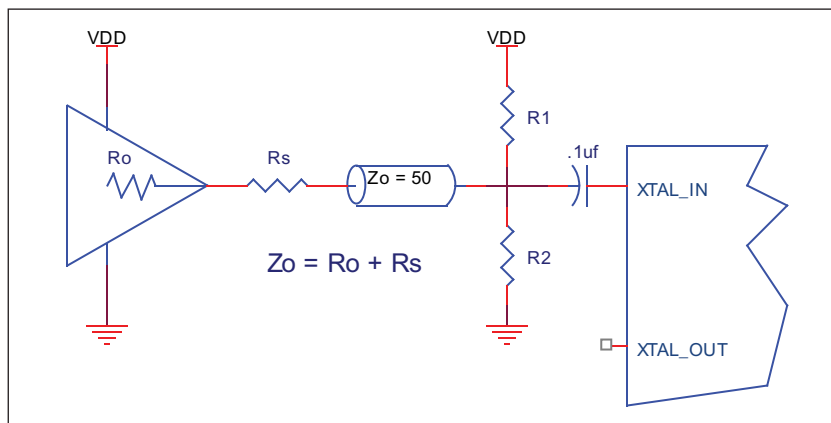 VDD
VDD
R1
Ro
Rs
.1uf
Zo = 50
XTAL_IN
Zo = Ro + Rs
R2
XTAL_OUT